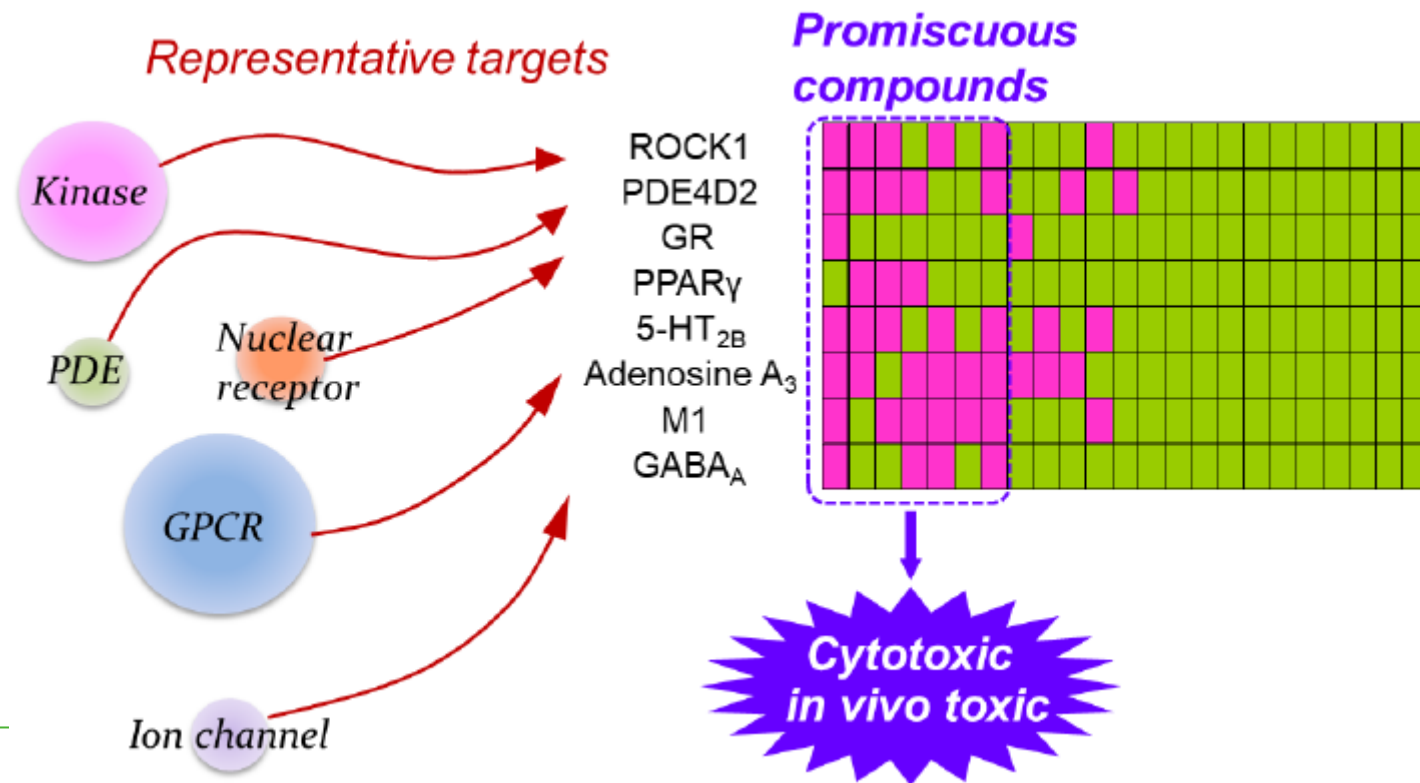 Representative targets
Promiscuous
compounds
Kinase
PDE
Nuclear
receptor
GPCR
Ion channel
ROCK1
PDE4D2
GR
PPARγ
5-HT2B
Adenosine A3
M1
GABAA
Cytotoxic
in vivo toxic